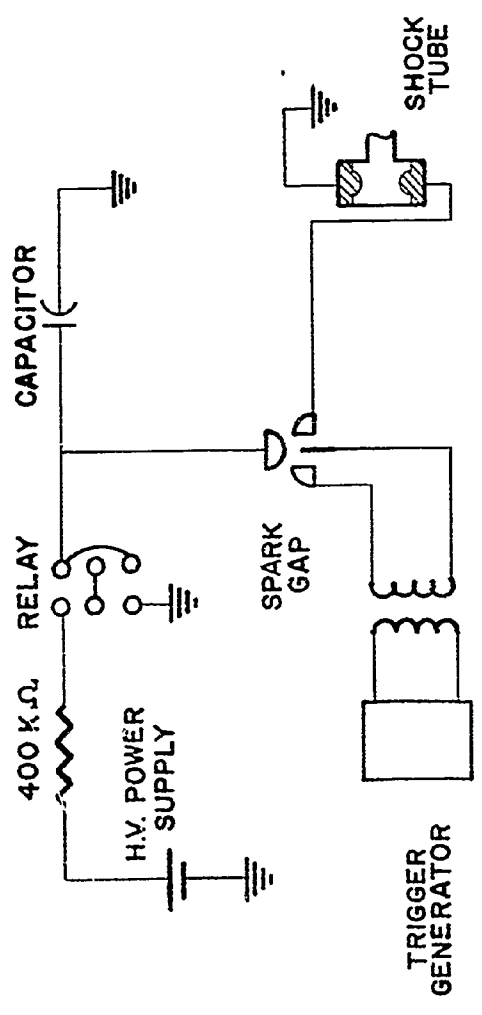 400 K Ω
RELAY
CAPACITOR
H.V. POWER
SUPPLY
SPARK
GAP
SHOCK
TUBE
TRIGGER
GENERATOR